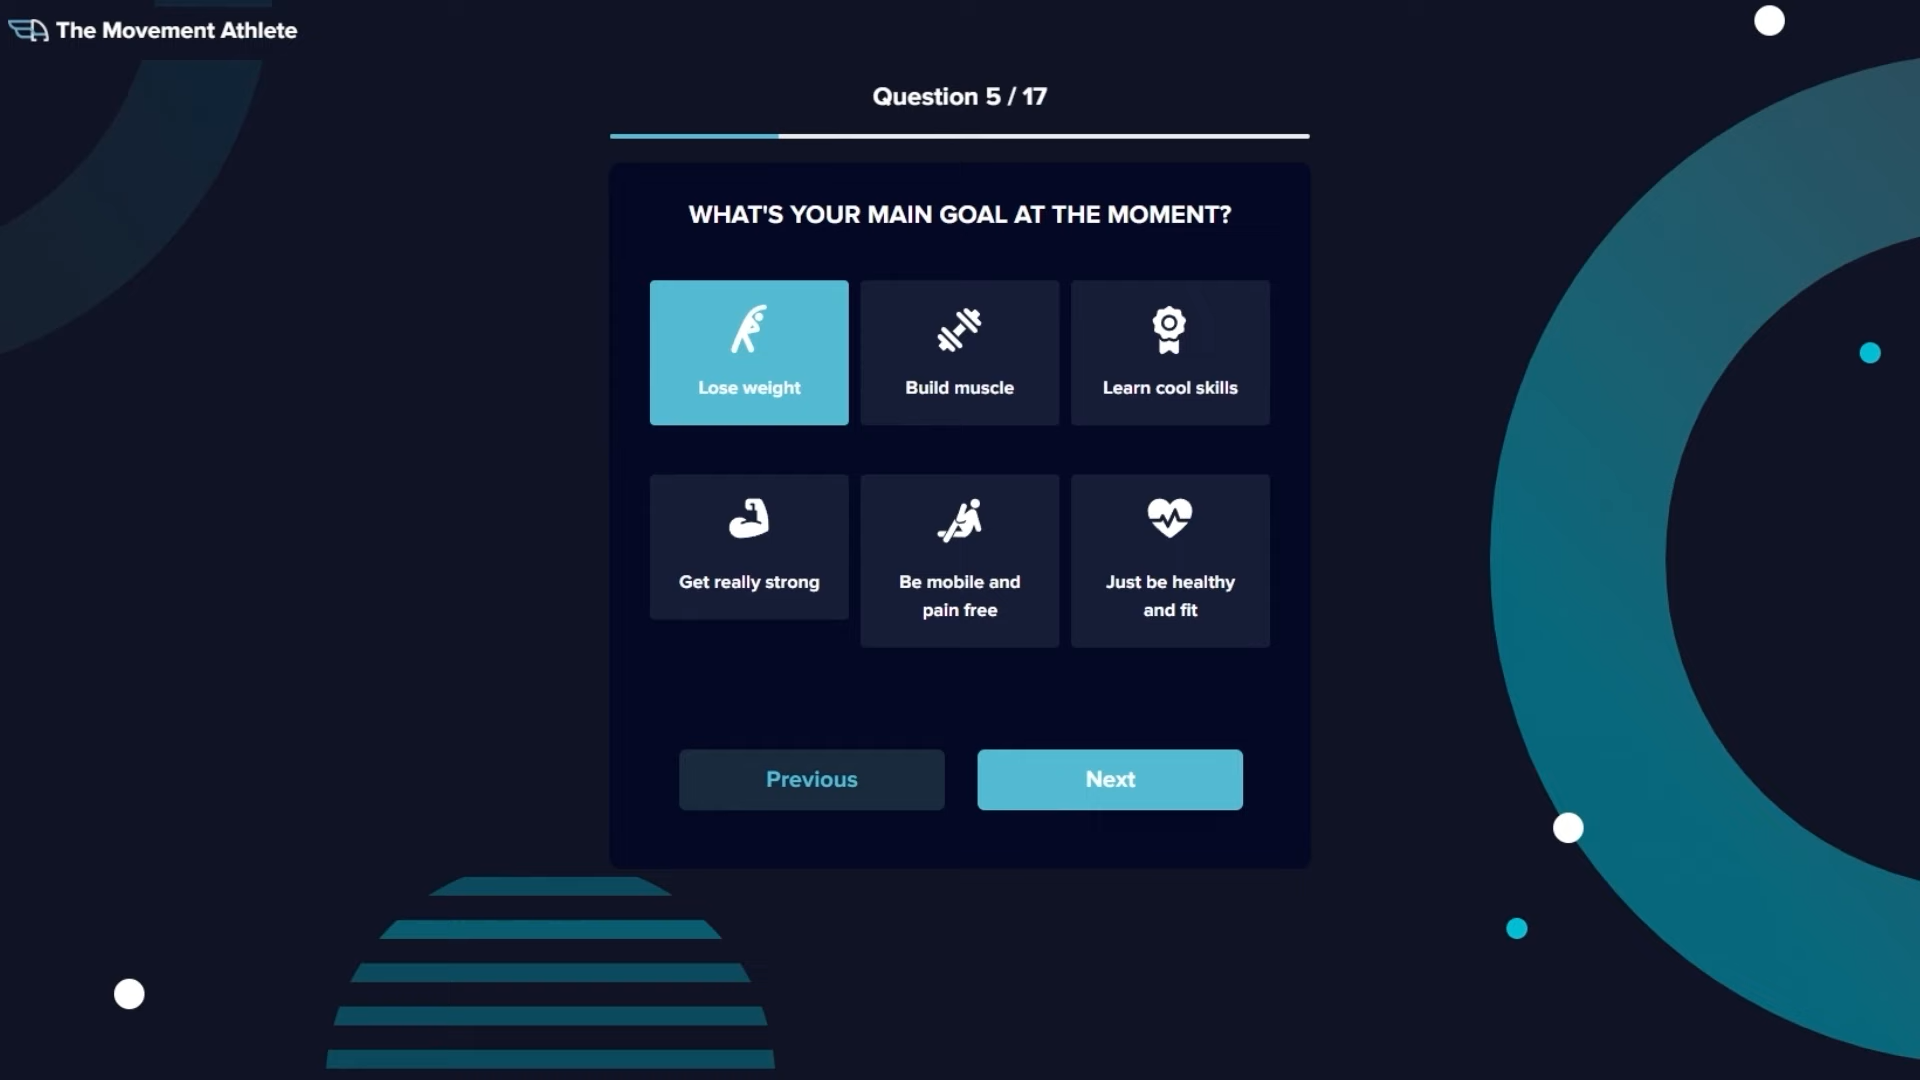 The Movement Athlete
Question 5 / 17
WHAT'S YOUR MAIN GOAL AT THE MOMENT?
Lose weight
Build muscle
Learn cool skills
Get really strong
Be mobile and
pain free
Just be healthy
and fit
Previous
Next